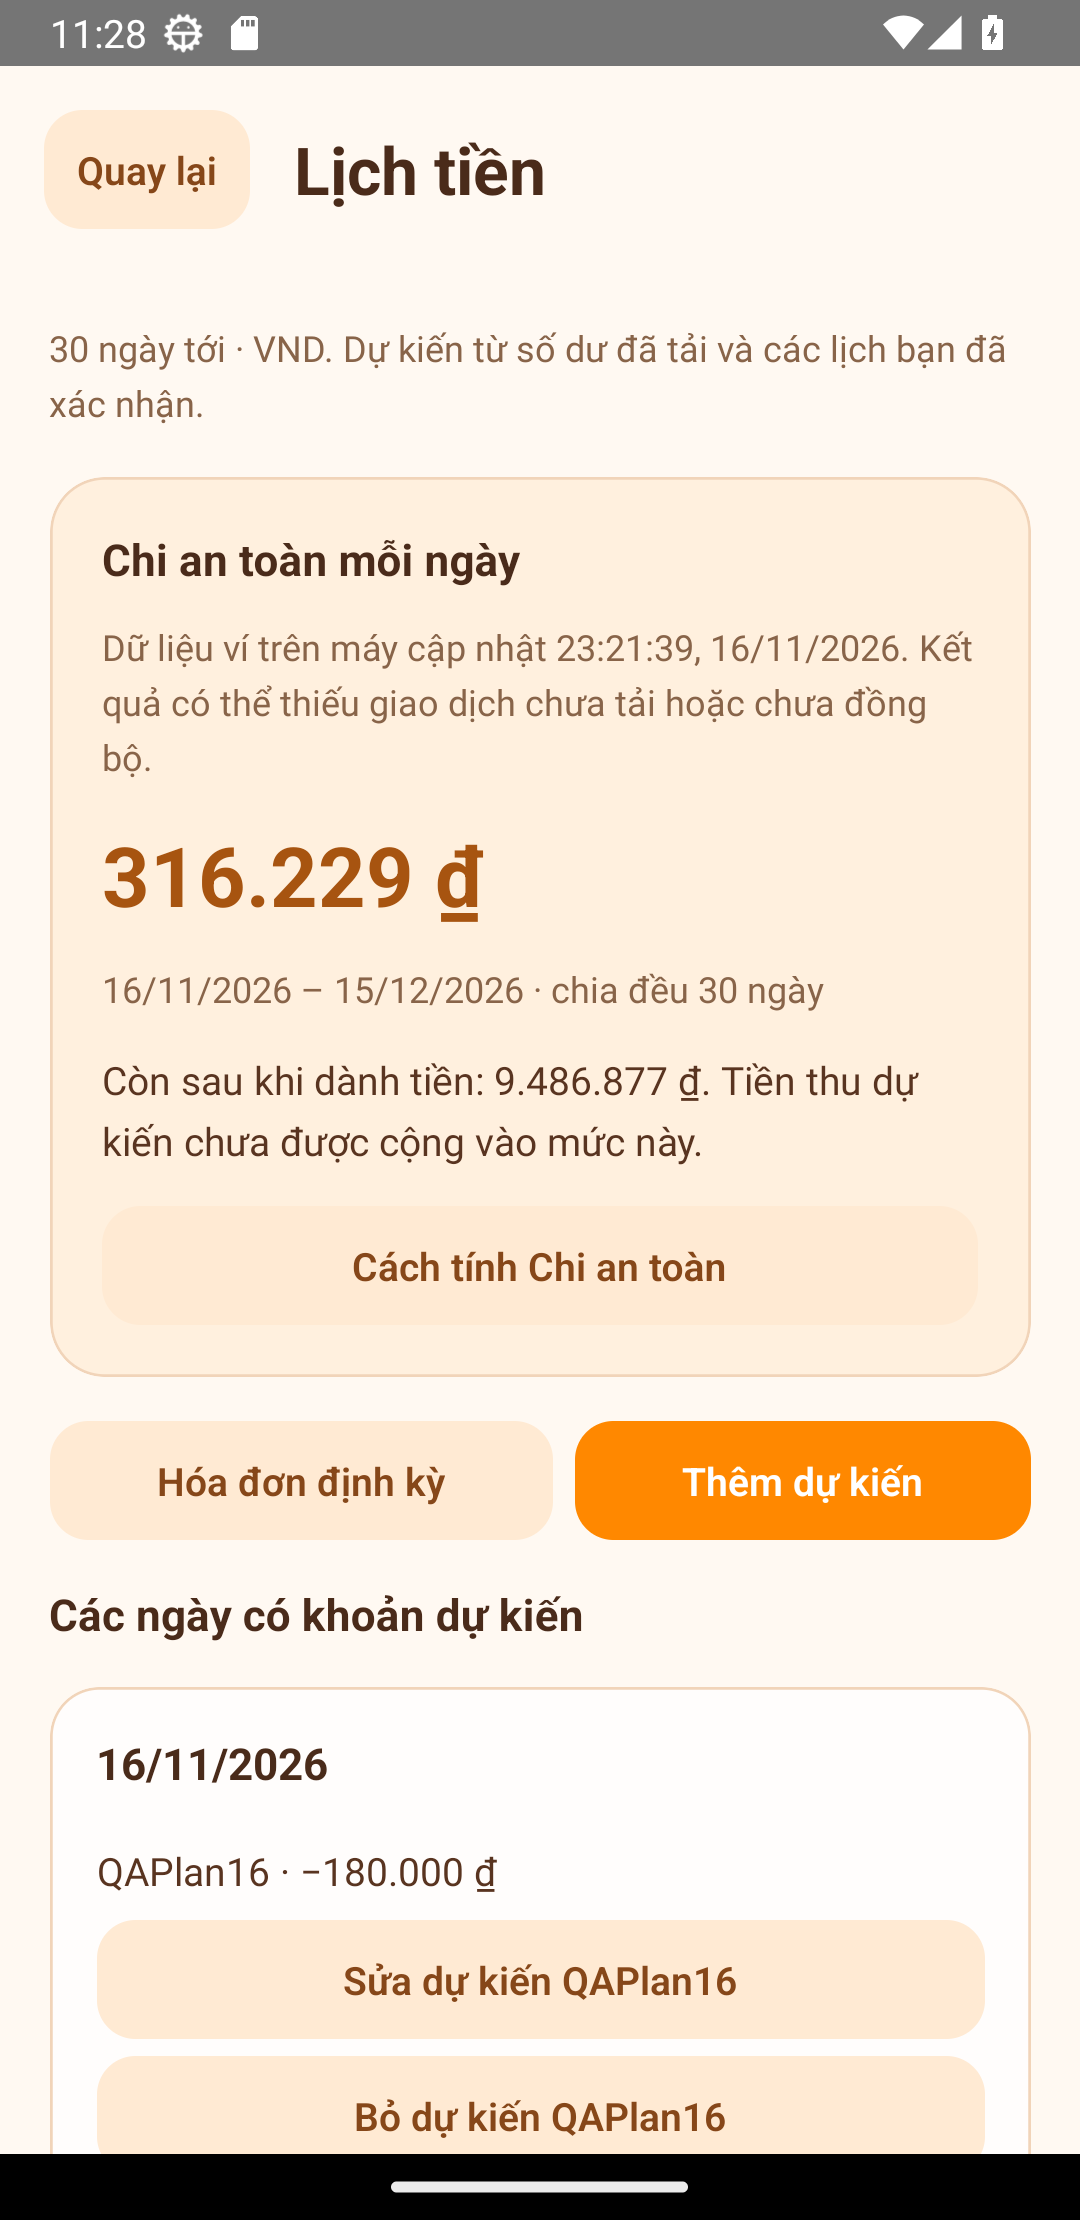 11:28
Quay lại
Lịch tiền
30 ngày tới · VND. Dự kiến từ số dư đã tải và các lịch bạn đã
xác nhận.
Chi an toàn mỗi ngày
Dữ liệu ví trên máy cập nhật 23:21:39, 16/11/2026. Kết
quả có thể thiếu giao dịch chưa tải hoặc chưa đồng
bộ.
316.229 ₫
16/11/2026 – 15/12/2026 · chia đều 30 ngày
Còn sau khi dành tiền: 9.486.877 ₫. Tiền thu dự
kiến chưa được cộng vào mức này.
Cách tính Chi an toàn
Hóa đơn định kỳ
Thêm dự kiến
Các ngày có khoản dự kiến
16/11/2026
QAPlan16 · −180.000 ₫
Sửa dự kiến QAPlan16
Bỏ dự kiến QAPlan16